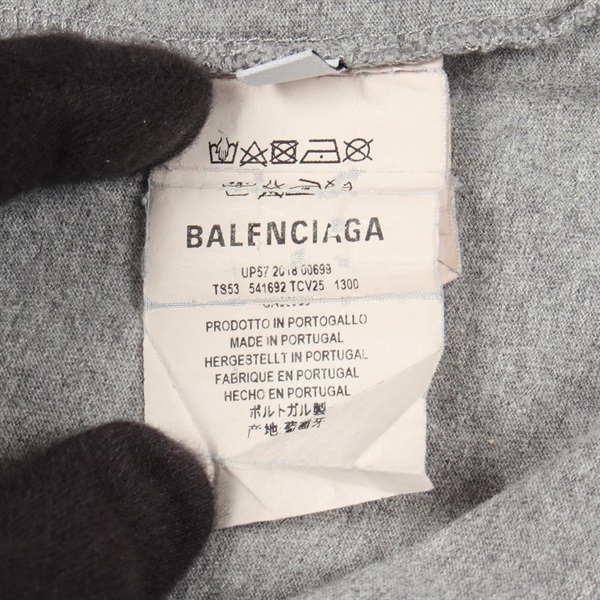 BALENCIAGA
UP57 2018 00699
TS53 541692 TCV25 1300
PRODOTTO IN PORTOGALLO
MADE IN PORTUGAL
HERGESTELLT IN PORTUGAL
FABRIQUE EN PORTUGAL
HECHO EN PORTUGAL
ポルトガル製
产地 葡萄牙